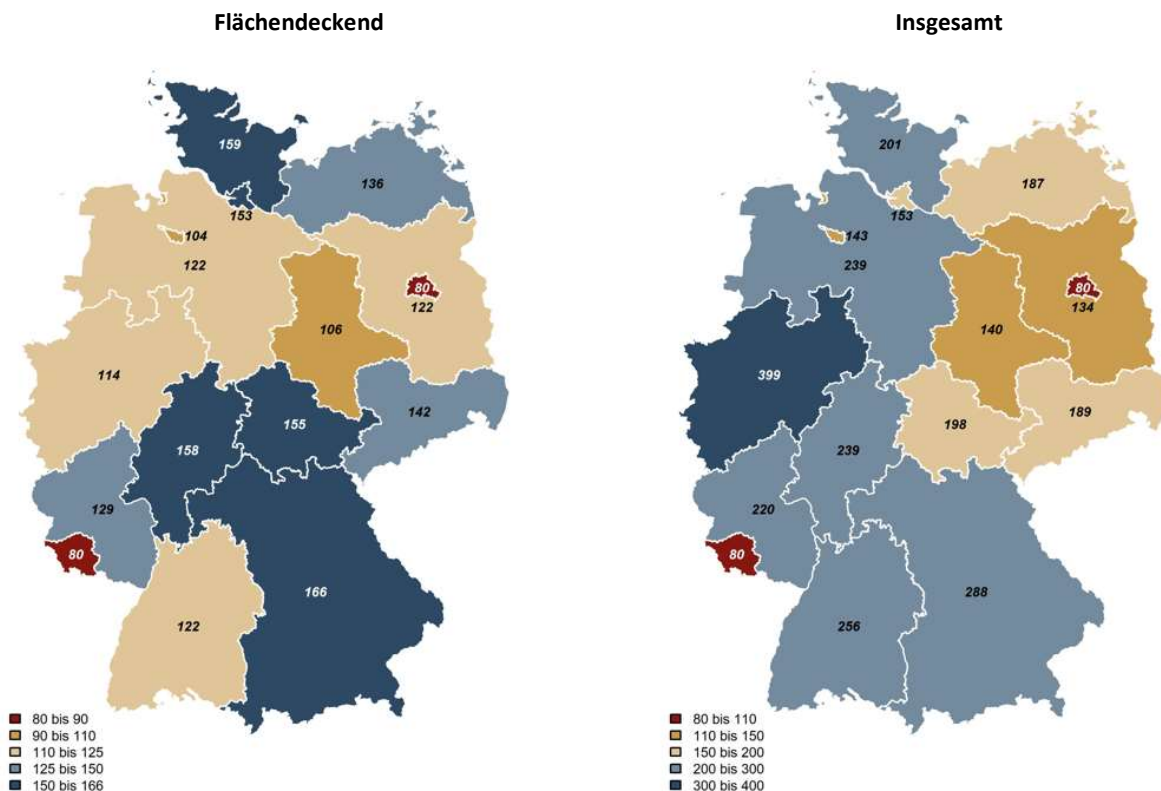 Flächendeckend
159
136
153
104
122
80
122
106
114
142
155
158
129
80
166
122
80 bis 90
90 bis 110
110 bis 125
125 bis 150
150 bis 166
Insgesamt
201
187
153
143
239
80
134
140
399
189
198
239
220
80
288
256
80 bis 110
110 bis 150
150 bis 200
200 bis 300
300 bis 400